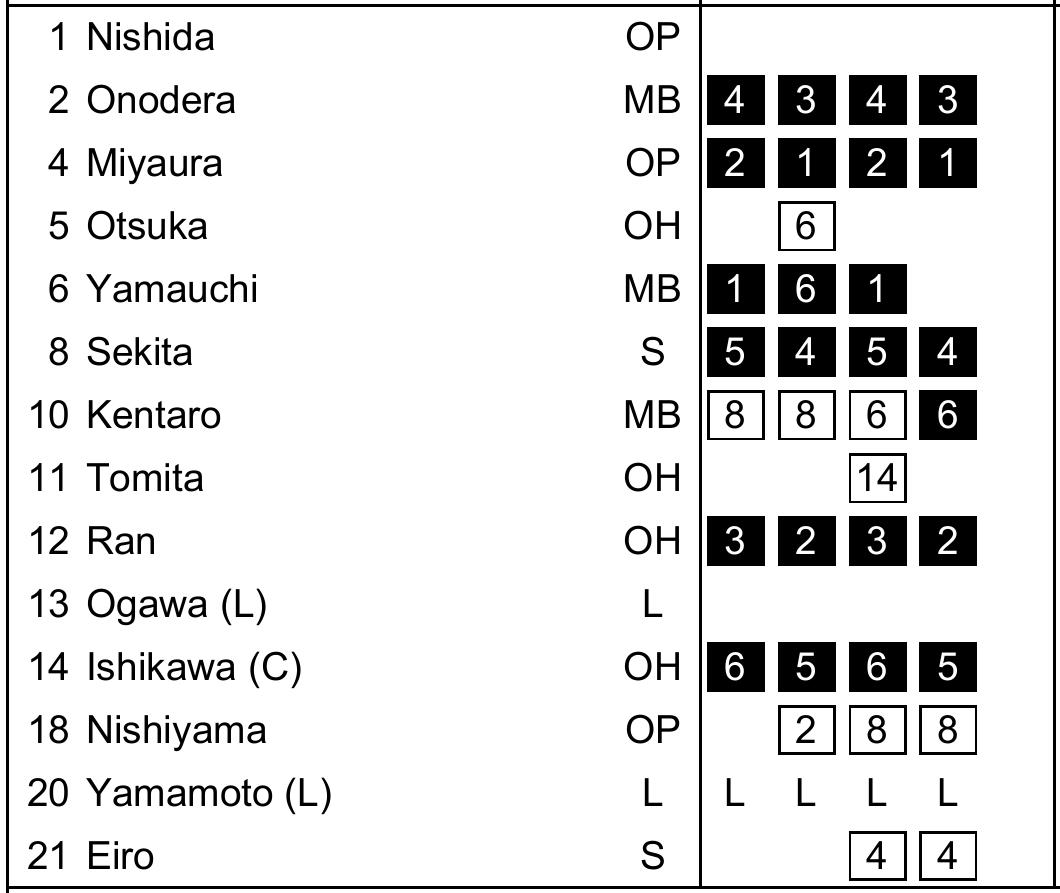 1 Nishida OP
2 Onodera MB 4 3 4 3
4 Miyaura OP 2 1 2 1
5 Otsuka OH 6
6 Yamauchi MB 1 6 1
8 Sekita S 5 4 5 4
10 Kentaro MB 8 8 6 6
11 Tomita OH 14
12 Ran OH 3 2 3 2
13 Ogawa (L) L
14 Ishikawa (C) OH 6 5 6 5
18 Nishiyama OP 2 8 8
20 Yamamoto (L) L L L L L
21 Eiro S 4 4